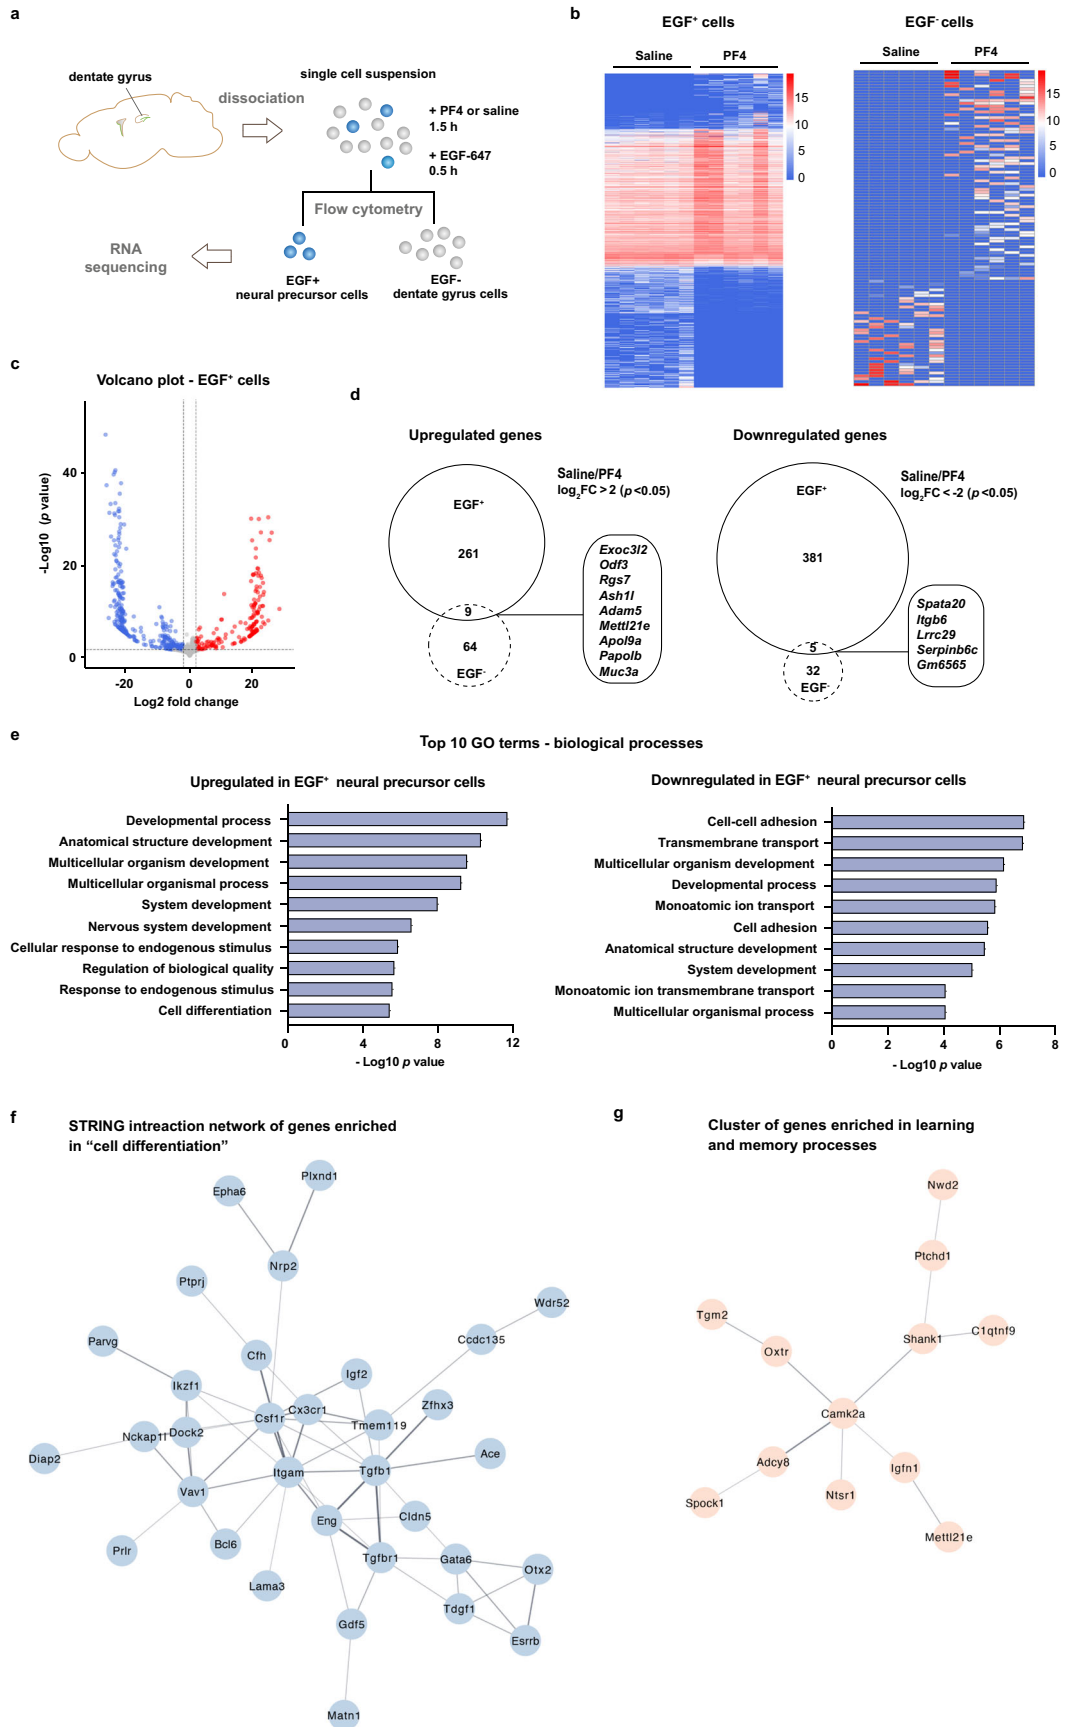 a
dentate gyrus
dissociation
single cell suspension
+ PF4 or saline
1.5 h
+ EGF-647
0.5 h
Flow cytometry
RNA
sequencing
EGF+
neural precursor cells
EGF-
dentate gyrus cells
b
EGF+ cells
Saline PF4
15
10
5
0
EGF- cells
Saline PF4
15
10
5
0
c
Volcano plot - EGF+ cells
-Log10 (p value)
40
20
0
-20 0 20
Log2 fold change
d
Upregulated genes
EGF+
261
9
64
EGF-
Saline/PF4
log2FC > 2 (p <0.05)
Exoc3l2
Odf3
Rgs7
Ash1l
Adam5
Mettl21e
Apol9a
Papolb
Muc3a
Downregulated genes
EGF+
381
5
32
EGF-
Saline/PF4
log2FC < -2 (p <0.05)
Spata20
Itgb6
Lrrc29
Serpinb6c
Gm6565
e
Top 10 GO terms - biological processes
Upregulated in EGF+ neural precursor cells
Developmental process
Anatomical structure development
Multicellular organism development
Multicellular organismal process
System development
Nervous system development
Cellular response to endogenous stimulus
Regulation of biological quality
Response to endogenous stimulus
Cell differentiation
0 4 8 12
- Log10 p value
Downregulated in EGF+ neural precursor cells
Cell-cell adhesion
Transmembrane transport
Multicellular organism development
Developmental process
Monoatomic ion transport
Cell adhesion
Anatomical structure development
System development
Monoatomic ion transmembrane transport
Multicellular organismal process
0 2 4 6 8
- Log10 p value
f
STRING intreaction network of genes enriched
in “cell differentiation”
Plxnd1
Epha6
Nrp2
Ptprj
Wdr52
Ccdc135
Parvg
Cfh
Igf2
Ikzf1
Zfhx3
Cx3cr1
Csf1r
Tmem119
Dock2
Nckap1l
Diap2
Ace
Itgam
Tgfb1
Vav1
Cldn5
Eng
Prlr
Bcl6
Tgfbr1
Gata6
Otx2
Lama3
Tdgf1
Gdf5
Esrrb
Matn1
g
Cluster of genes enriched in learning
and memory processes
Nwd2
Ptchd1
Tgm2
C1qtnf9
Shank1
Oxtr
Camk2a
Adcy8
Igfn1
Ntsr1
Spock1
Mettl21e